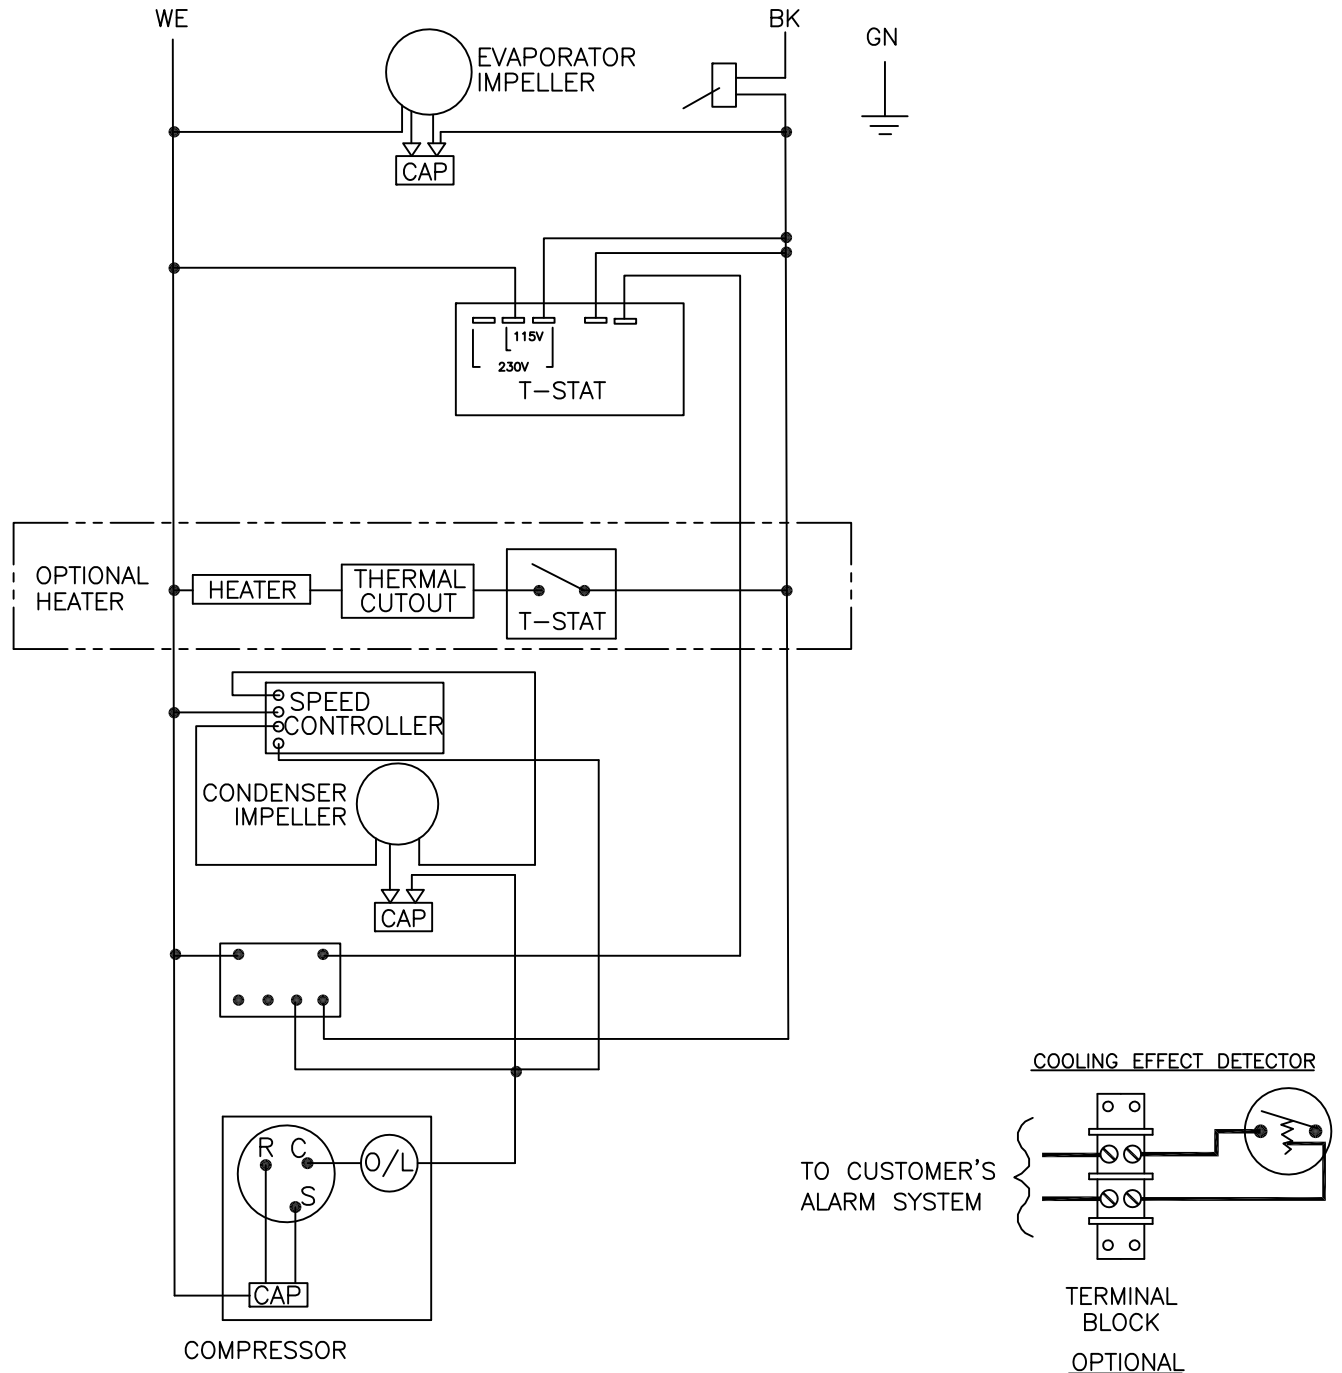 WE
BK
GN
EVAPORATOR
IMPELLER
CAP
115V
230V
T-STAT
OPTIONAL
HEATER
HEATER
THERMAL
CUTOUT
T-STAT
SPEED
CONTROLLER
CONDENSER
IMPELLER
CAP
R C
S
O/L
CAP
COMPRESSOR
COOLING EFFECT DETECTOR
TO CUSTOMER'S
ALARM SYSTEM
TERMINAL
BLOCK
OPTIONAL